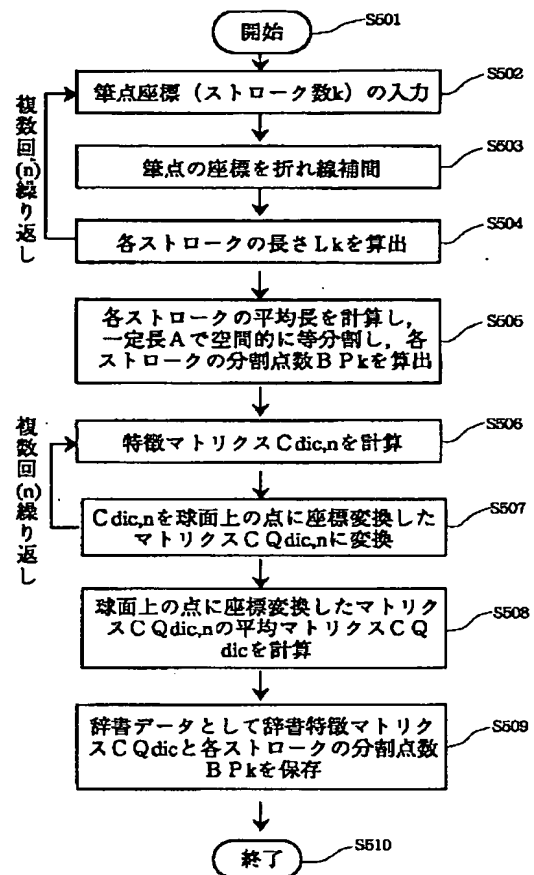 開始
S501
筆点座標（ストローク数k）の入力
S502
筆点の座標を折れ線補間
S503
各ストロークの長さLkを算出
S504
複数回(n)繰り返し
各ストロークの平均長を計算し，
一定長Aで空間的に等分割し，各
ストロークの分割点数BPkを算出
S505
特徴マトリクスCdic,nを計算
S506
Cdic,nを球面上の点に座標変換した
マトリクスCQdic,nに変換
S507
複数回(n)繰り返し
球面上の点に座標変換したマトリク
スCQdic,nの平均マトリクスCQ
dicを計算
S508
辞書データとして辞書特徴マトリク
スCQdicと各ストロークの分割点数
BPkを保存
S509
終了
S510